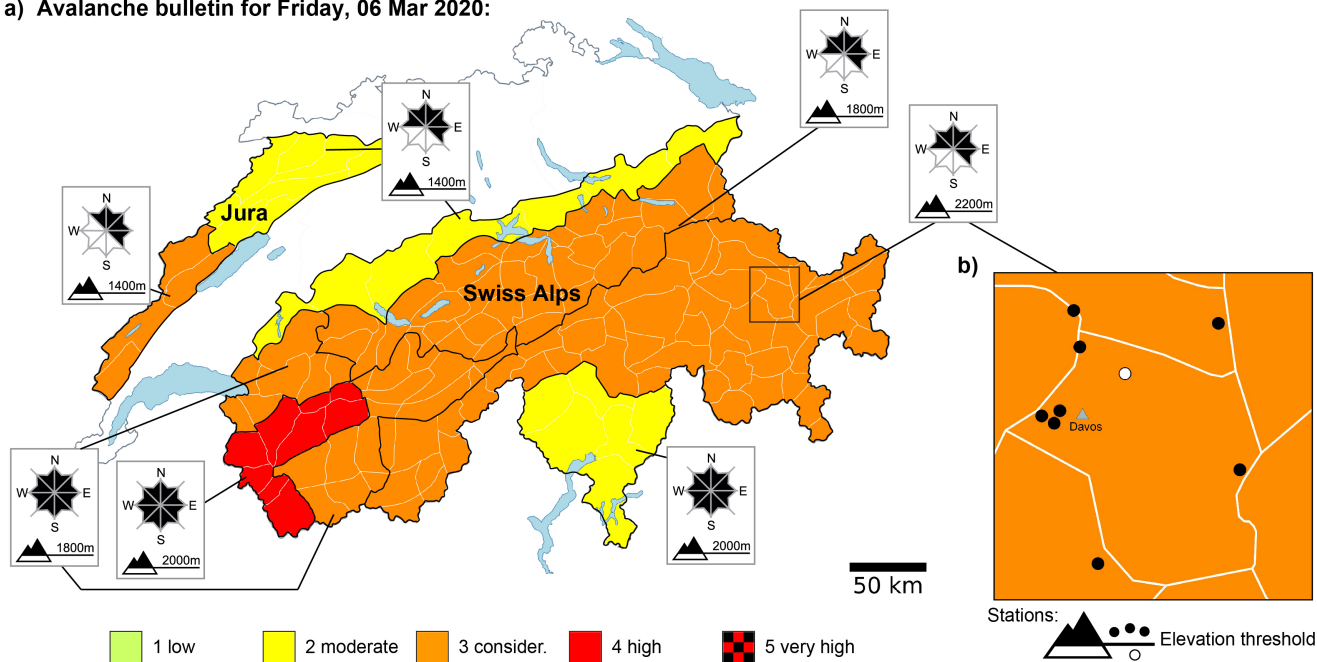 a) Avalanche bulletin for Friday, 06 Mar 2020:
N
W E
S
1800m
N
W E
S
1400m
N
W E
S
2200m
N
W E
S
1400m
Jura
Swiss Alps
b)
Davos
N
W E
S
1800m
N
W E
S
2000m
N
W E
S
2000m
50 km
Stations:
Elevation threshold
1 low
2 moderate
3 consider.
4 high
5 very high